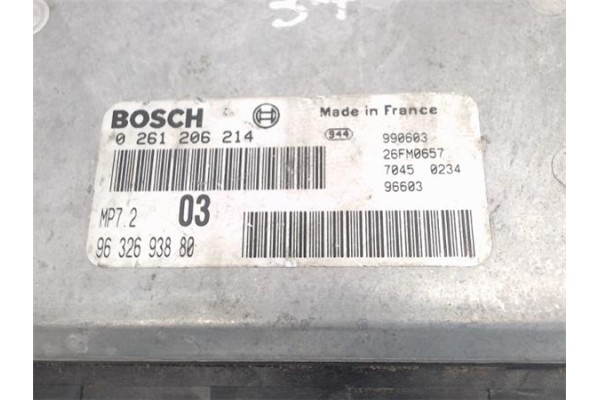 BOSCH
0 261 206 214
MP7.2 03
96 326 938 80
Made in France
944 990603
26FM0657
7045 0234
96603